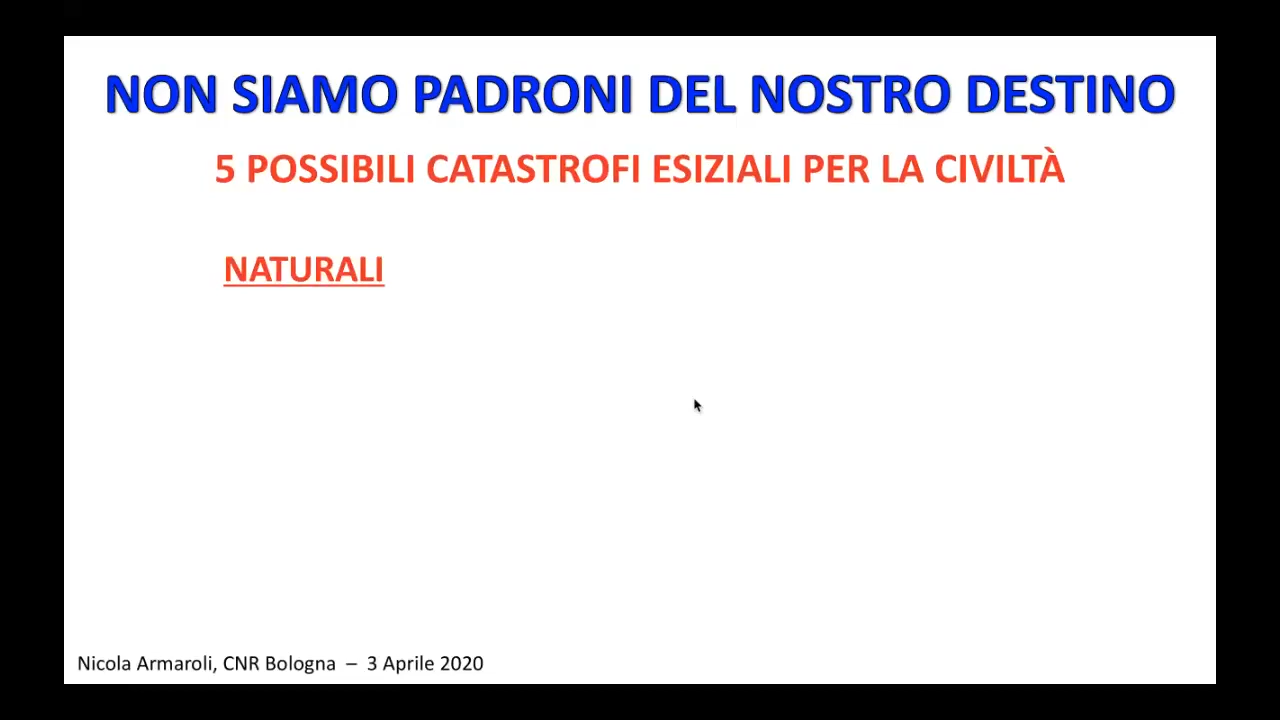 NON SIAMO PADRONI DEL NOSTRO DESTINO
5 POSSIBILI CATASTROFI ESIZIALI PER LA CIVILTÀ
NATURALI
Nicola Armaroli, CNR Bologna – 3 Aprile 2020